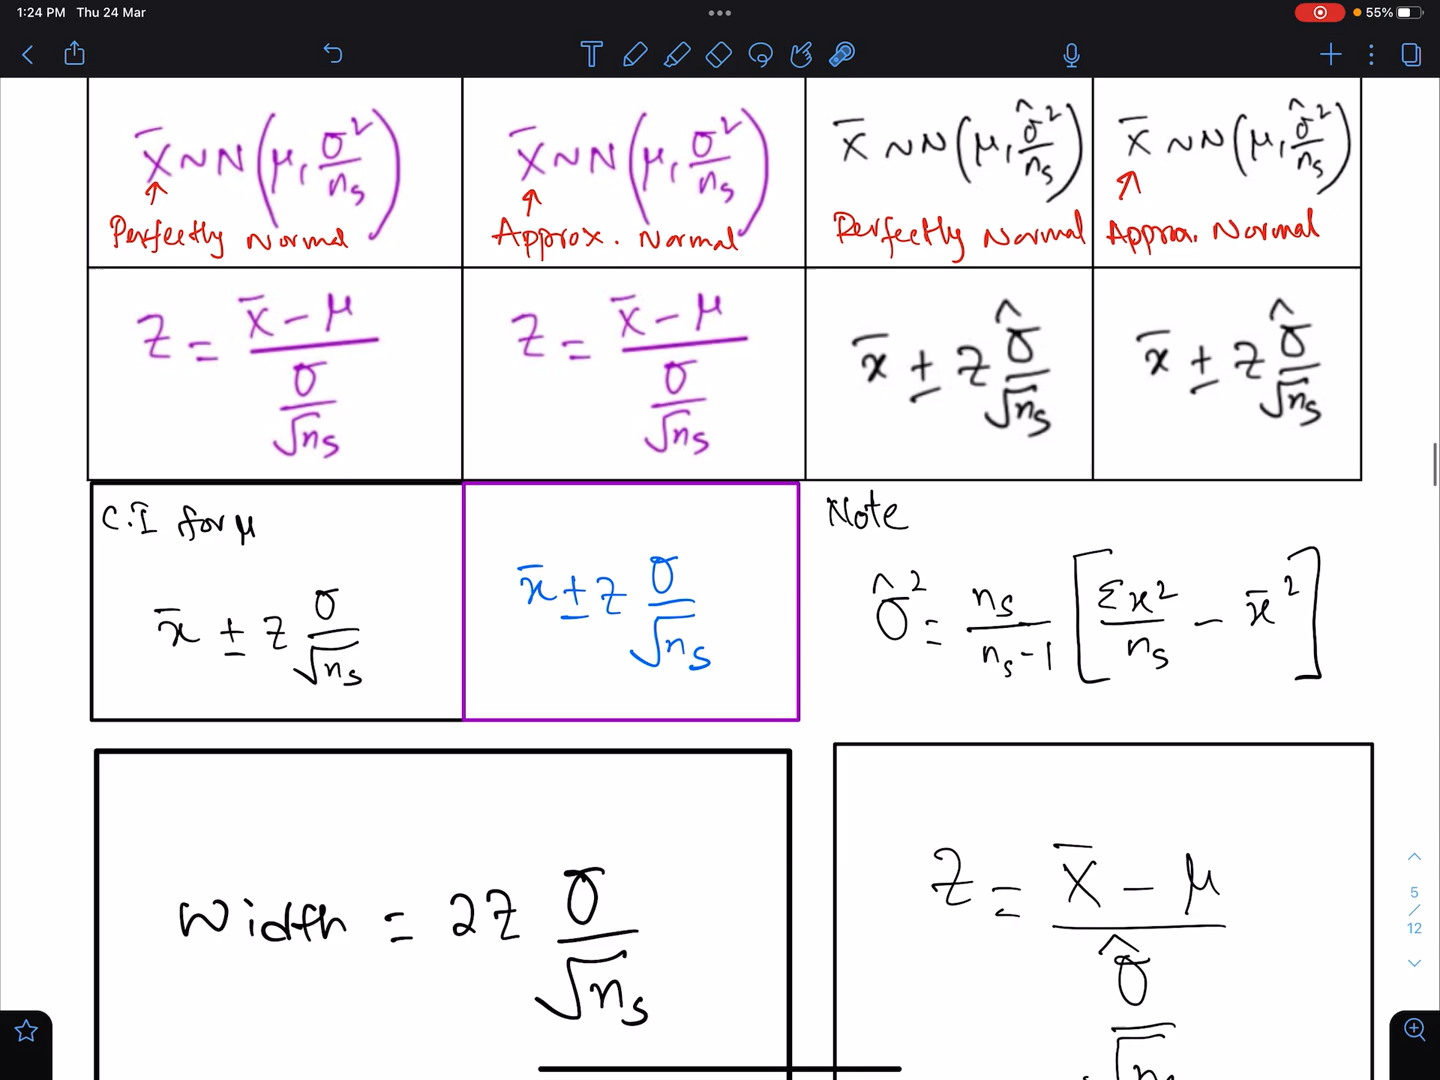 1:24 PM Thu 24 Mar
55%
X̄ ~ N(μ, σ²/nₛ)
Perfectly Normal
X̄ ~ N(μ, σ²/nₛ)
Approx. Normal
X̄ ~ N(μ, σ̂²/nₛ)
Perfectly Normal
X̄ ~ N(μ, σ̂²/nₛ)
Approx. Normal
Z = (X̄ - μ) / (σ/√nₛ)
Z = (X̄ - μ) / (σ/√nₛ)
x̄ ± Z σ̂/√nₛ
x̄ ± Z σ̂/√nₛ
C.I for μ
x̄ ± Z σ/√nₛ
x̄ ± Z σ/√nₛ
Note
σ̂² = nₛ/(nₛ-1) [Σx²/nₛ - x̄²]
Width = 2Z σ/√nₛ
Z = (X̄ - μ) / (σ̂/√nₛ)
5
/
12